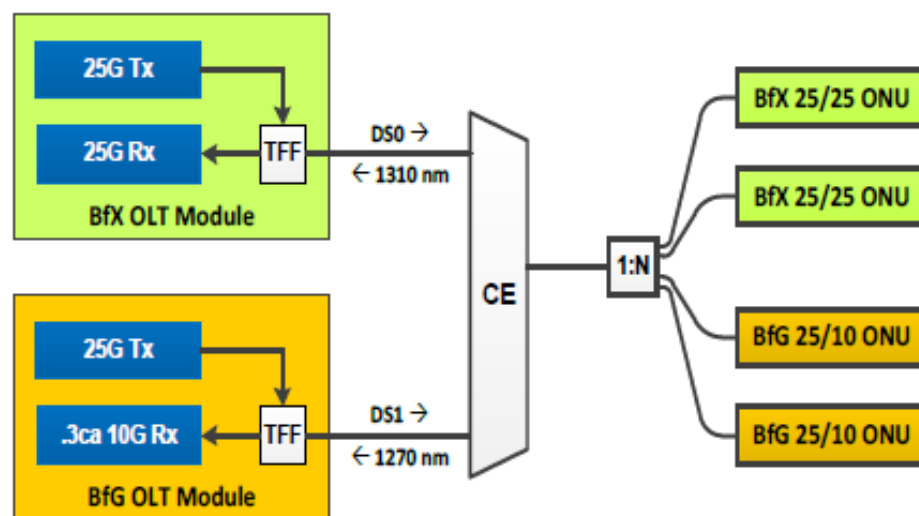 25G Tx
25G Rx
TFF
BfX OLT Module
DS0 →
← 1310 nm
25G Tx
.3ca 10G Rx
TFF
BfG OLT Module
DS1 →
← 1270 nm
CE
1:N
BfX 25/25 ONU
BfX 25/25 ONU
BfG 25/10 ONU
BfG 25/10 ONU